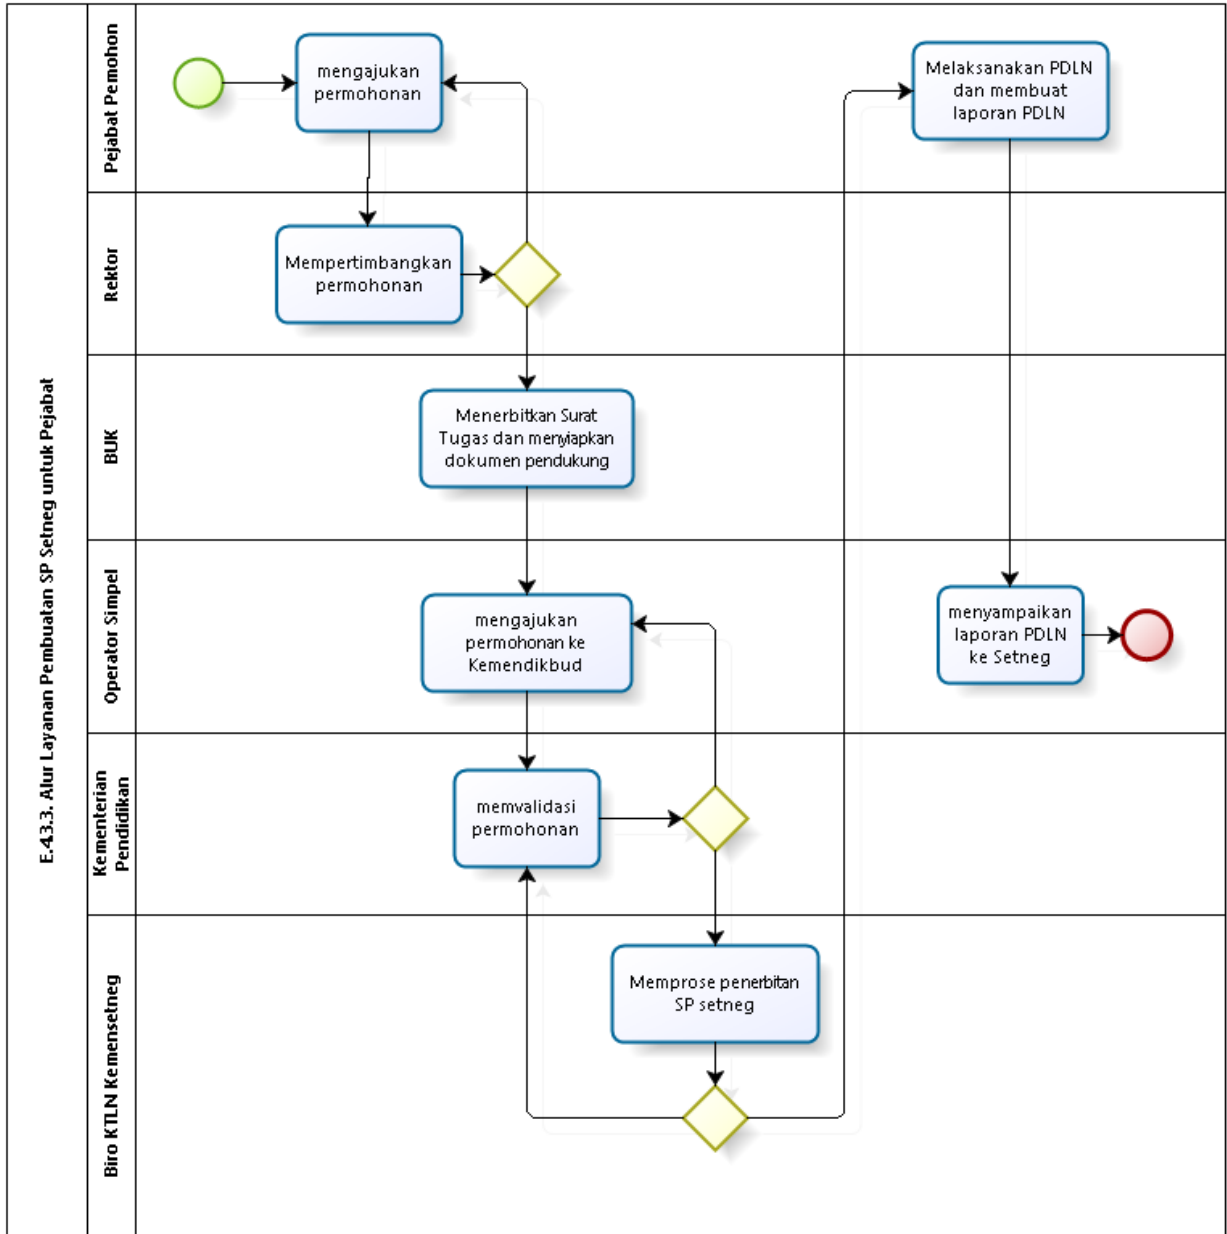 E.43.3. Alur Layanan Pembuatan SP Setneg untuk Pejabat
Pejabat Pemohon
mengajukan
permohonan
Melaksanakan PDLN
dan membuat
laporan PDLN
Rektor
Mempertimbangkan
permohonan
BUK
Menerbitkan Surat
Tugas dan menyiapkan
dokumen pendukung
Operator Simpel
mengajukan
permohonan ke
Kemendikbud
menyampaikan
laporan PDLN
ke Setneg
Kementerian
Pendidikan
memvalidasi
permohonan
Biro KTLN Kemensetneg
Memprose penerbitan
SP setneg